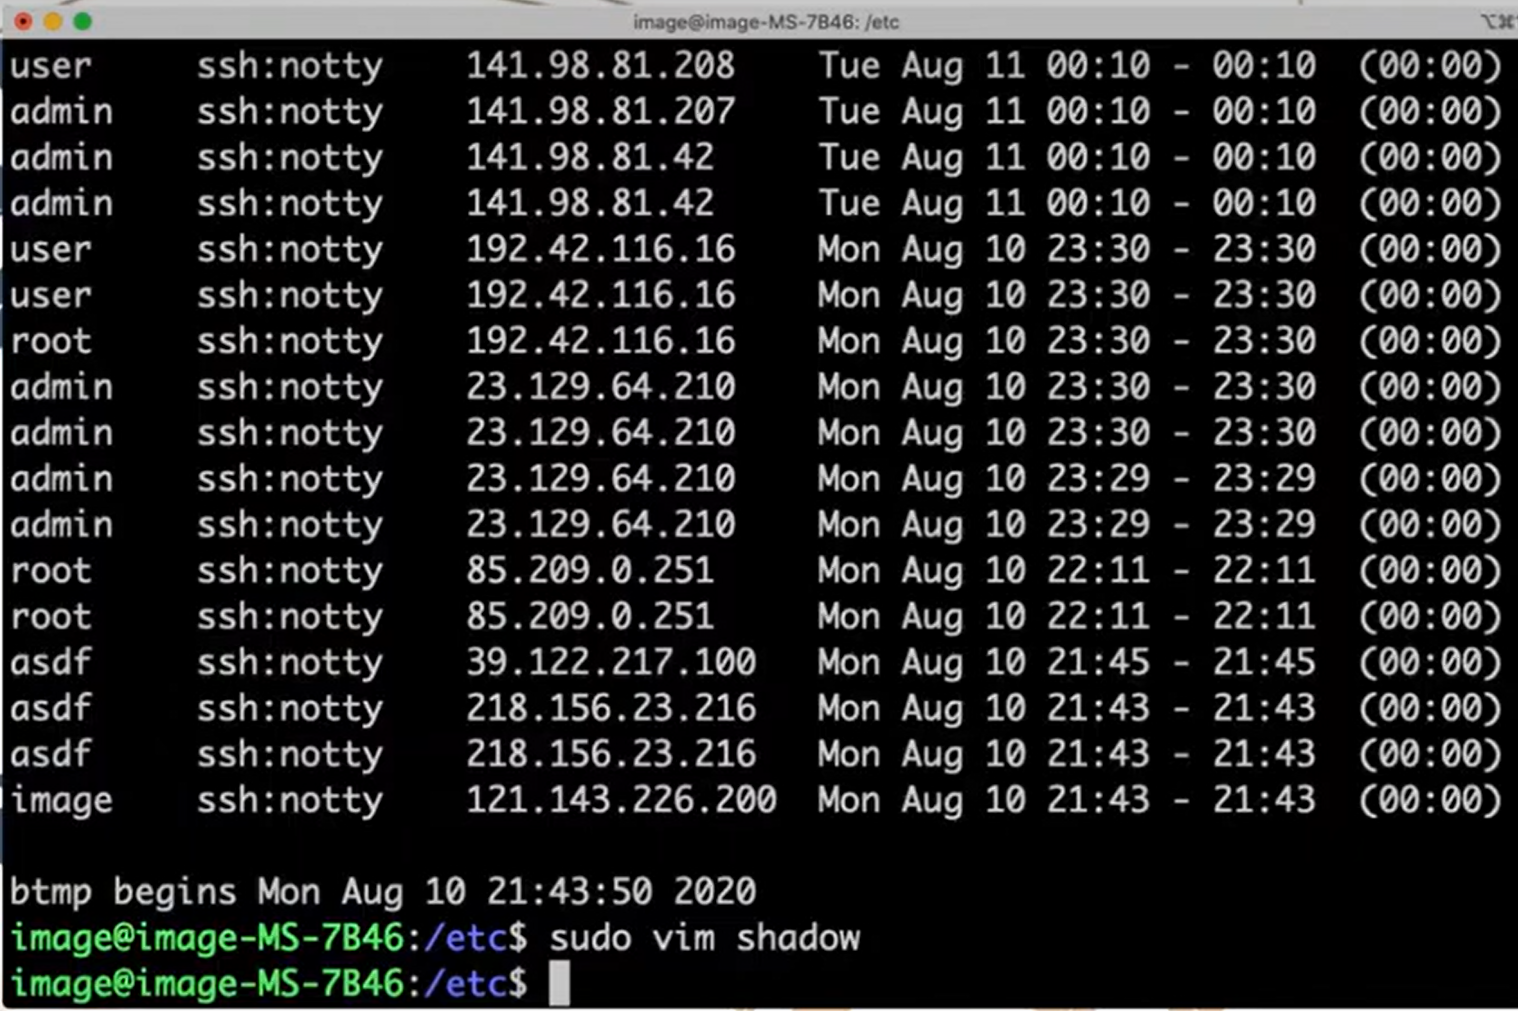 image@image-MS-7B46: /etc
user ssh:notty 141.98.81.208 Tue Aug 11 00:10 - 00:10 (00:00)
admin ssh:notty 141.98.81.207 Tue Aug 11 00:10 - 00:10 (00:00)
admin ssh:notty 141.98.81.42 Tue Aug 11 00:10 - 00:10 (00:00)
admin ssh:notty 141.98.81.42 Tue Aug 11 00:10 - 00:10 (00:00)
user ssh:notty 192.42.116.16 Mon Aug 10 23:30 - 23:30 (00:00)
user ssh:notty 192.42.116.16 Mon Aug 10 23:30 - 23:30 (00:00)
root ssh:notty 192.42.116.16 Mon Aug 10 23:30 - 23:30 (00:00)
admin ssh:notty 23.129.64.210 Mon Aug 10 23:30 - 23:30 (00:00)
admin ssh:notty 23.129.64.210 Mon Aug 10 23:30 - 23:30 (00:00)
admin ssh:notty 23.129.64.210 Mon Aug 10 23:29 - 23:29 (00:00)
admin ssh:notty 23.129.64.210 Mon Aug 10 23:29 - 23:29 (00:00)
root ssh:notty 85.209.0.251 Mon Aug 10 22:11 - 22:11 (00:00)
root ssh:notty 85.209.0.251 Mon Aug 10 22:11 - 22:11 (00:00)
asdf ssh:notty 39.122.217.100 Mon Aug 10 21:45 - 21:45 (00:00)
asdf ssh:notty 218.156.23.216 Mon Aug 10 21:43 - 21:43 (00:00)
asdf ssh:notty 218.156.23.216 Mon Aug 10 21:43 - 21:43 (00:00)
image ssh:notty 121.143.226.200 Mon Aug 10 21:43 - 21:43 (00:00)
btmp begins Mon Aug 10 21:43:50 2020
image@image-MS-7B46:/etc$ sudo vim shadow
image@image-MS-7B46:/etc$